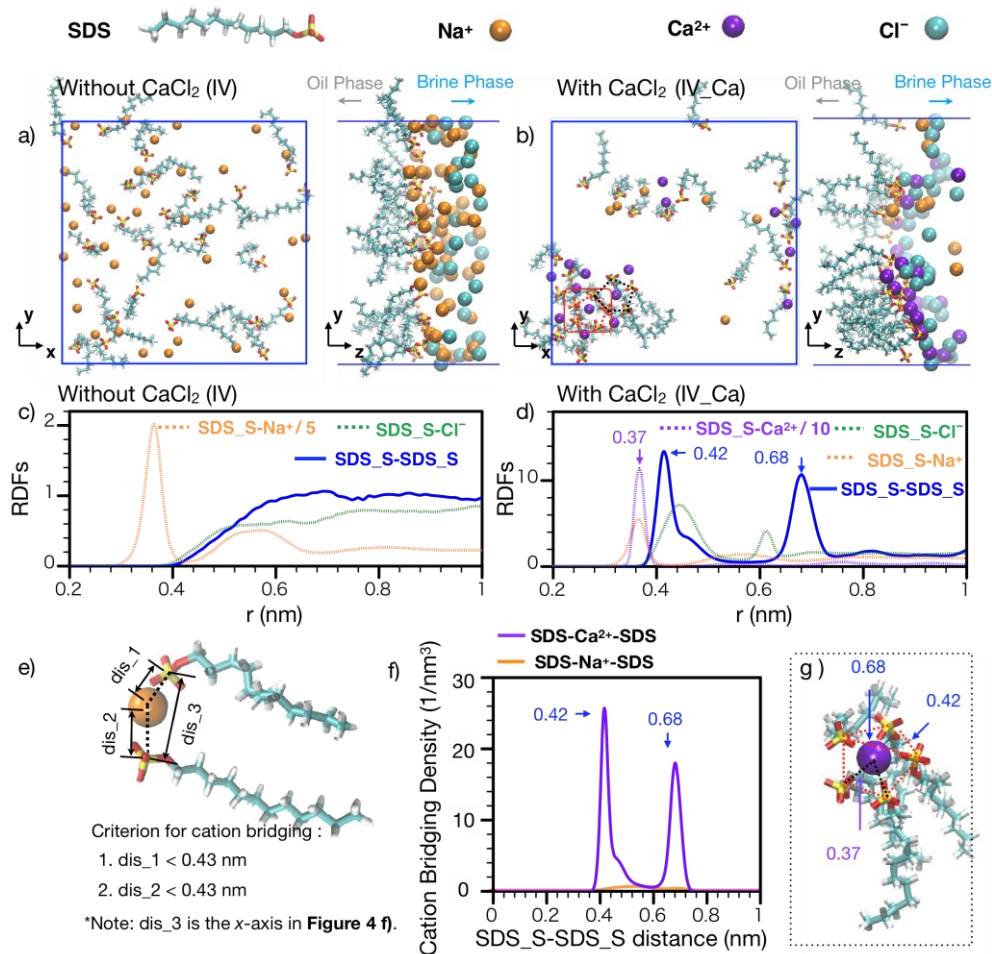 SDS Na⁺ Ca²⁺ Cl⁻
Without CaCl₂ (IV)
Oil Phase Brine Phase
With CaCl₂ (IV_Ca)
Oil Phase Brine Phase
a)
b)
y
x
y
z
y
x
y
z
Without CaCl₂ (IV)
With CaCl₂ (IV_Ca)
c)
RDFs
2
1
0
SDS_S-Na⁺/ 5
SDS_S-Cl⁻
SDS_S-SDS_S
0.2 0.4 0.6 0.8 1
r (nm)
d)
RDFs
10
0
SDS_S-Ca²⁺/ 10
SDS_S-Cl⁻
SDS_S-Na⁺
SDS_S-SDS_S
0.37
0.42
0.68
0.2 0.4 0.6 0.8 1
r (nm)
e)
dis_1
dis_2
dis_3
Criterion for cation bridging :
1. dis_1 < 0.43 nm
2. dis_2 < 0.43 nm
*Note: dis_3 is the x-axis in Figure 4 f).
f)
SDS-Ca²⁺-SDS
SDS-Na⁺-SDS
Cation Bridging Density (1/nm³)
30
20
10
0
0.42
0.68
0 0.2 0.4 0.6 0.8 1
SDS_S-SDS_S distance (nm)
g)
0.68
0.42
0.37